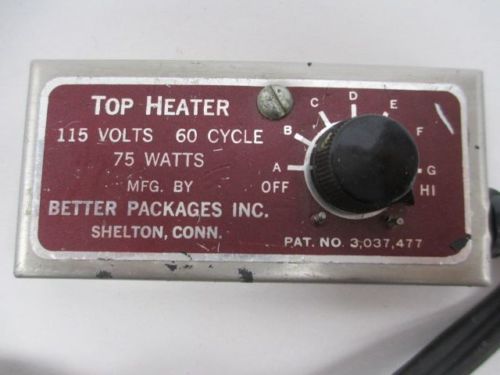 TOP HEATER
115 VOLTS 60 CYCLE
75 WATTS
MFG. BY
BETTER PACKAGES INC.
SHELTON, CONN.
OFF
A
B
C
D
E
F
G
HI
PAT. NO. 3,037,477